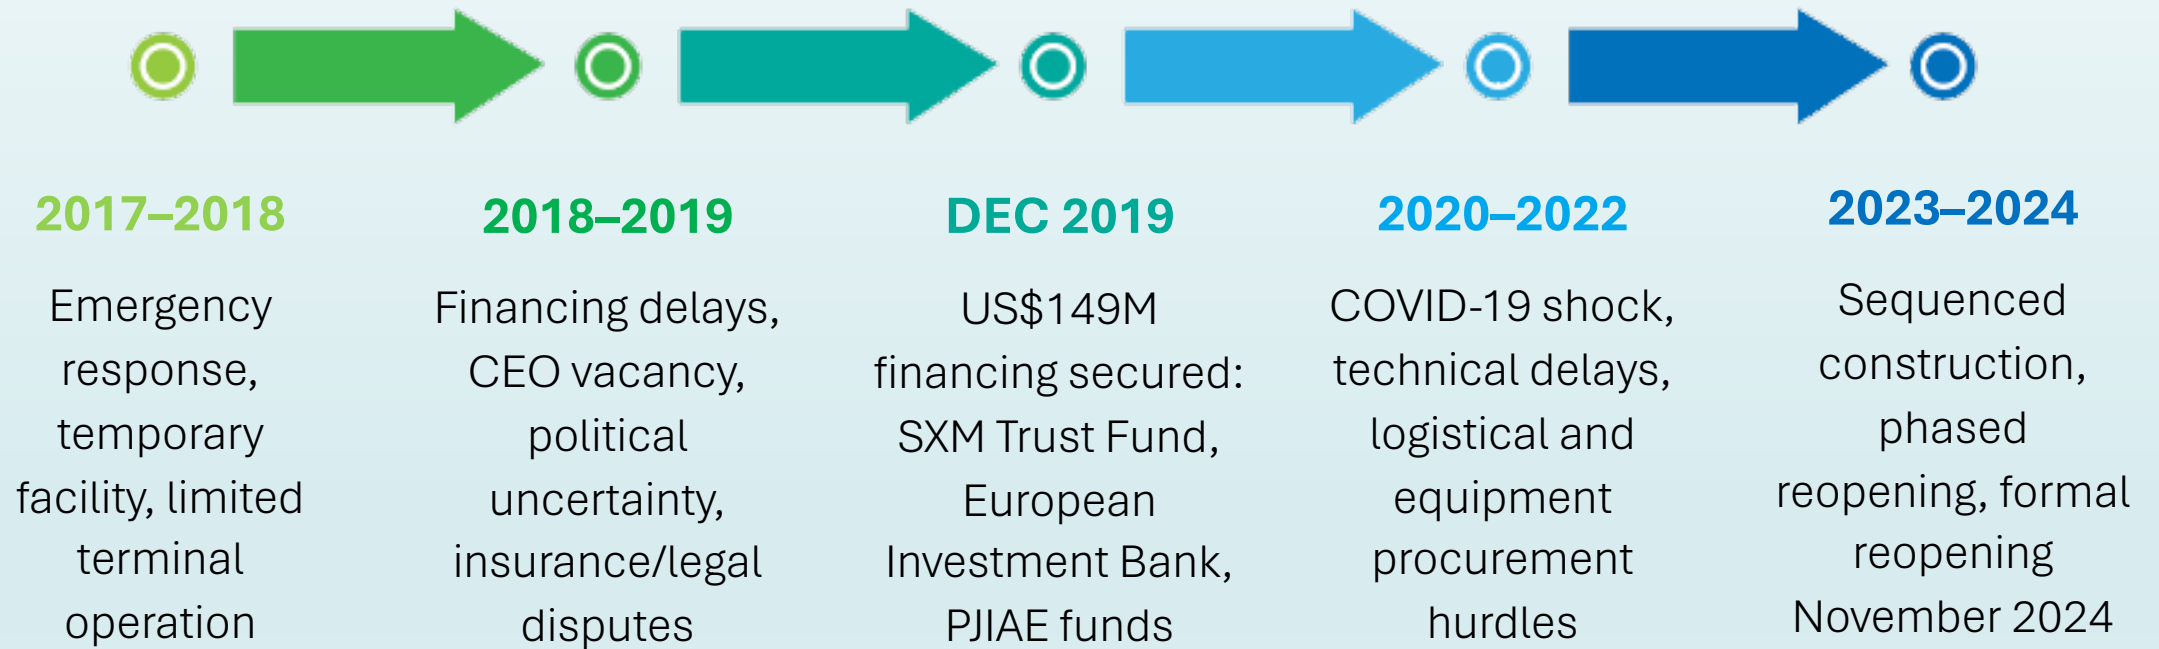 2017–2018
Emergency
response,
temporary
facility, limited
terminal
operation
2018–2019
Financing delays,
CEO vacancy,
political
uncertainty,
insurance/legal
disputes
DEC 2019
US$149M
financing secured:
SXM Trust Fund,
European
Investment Bank,
PJIAE funds
2020–2022
COVID-19 shock,
technical delays,
logistical and
equipment
procurement
hurdles
2023–2024
Sequenced
construction,
phased
reopening, formal
reopening
November 2024